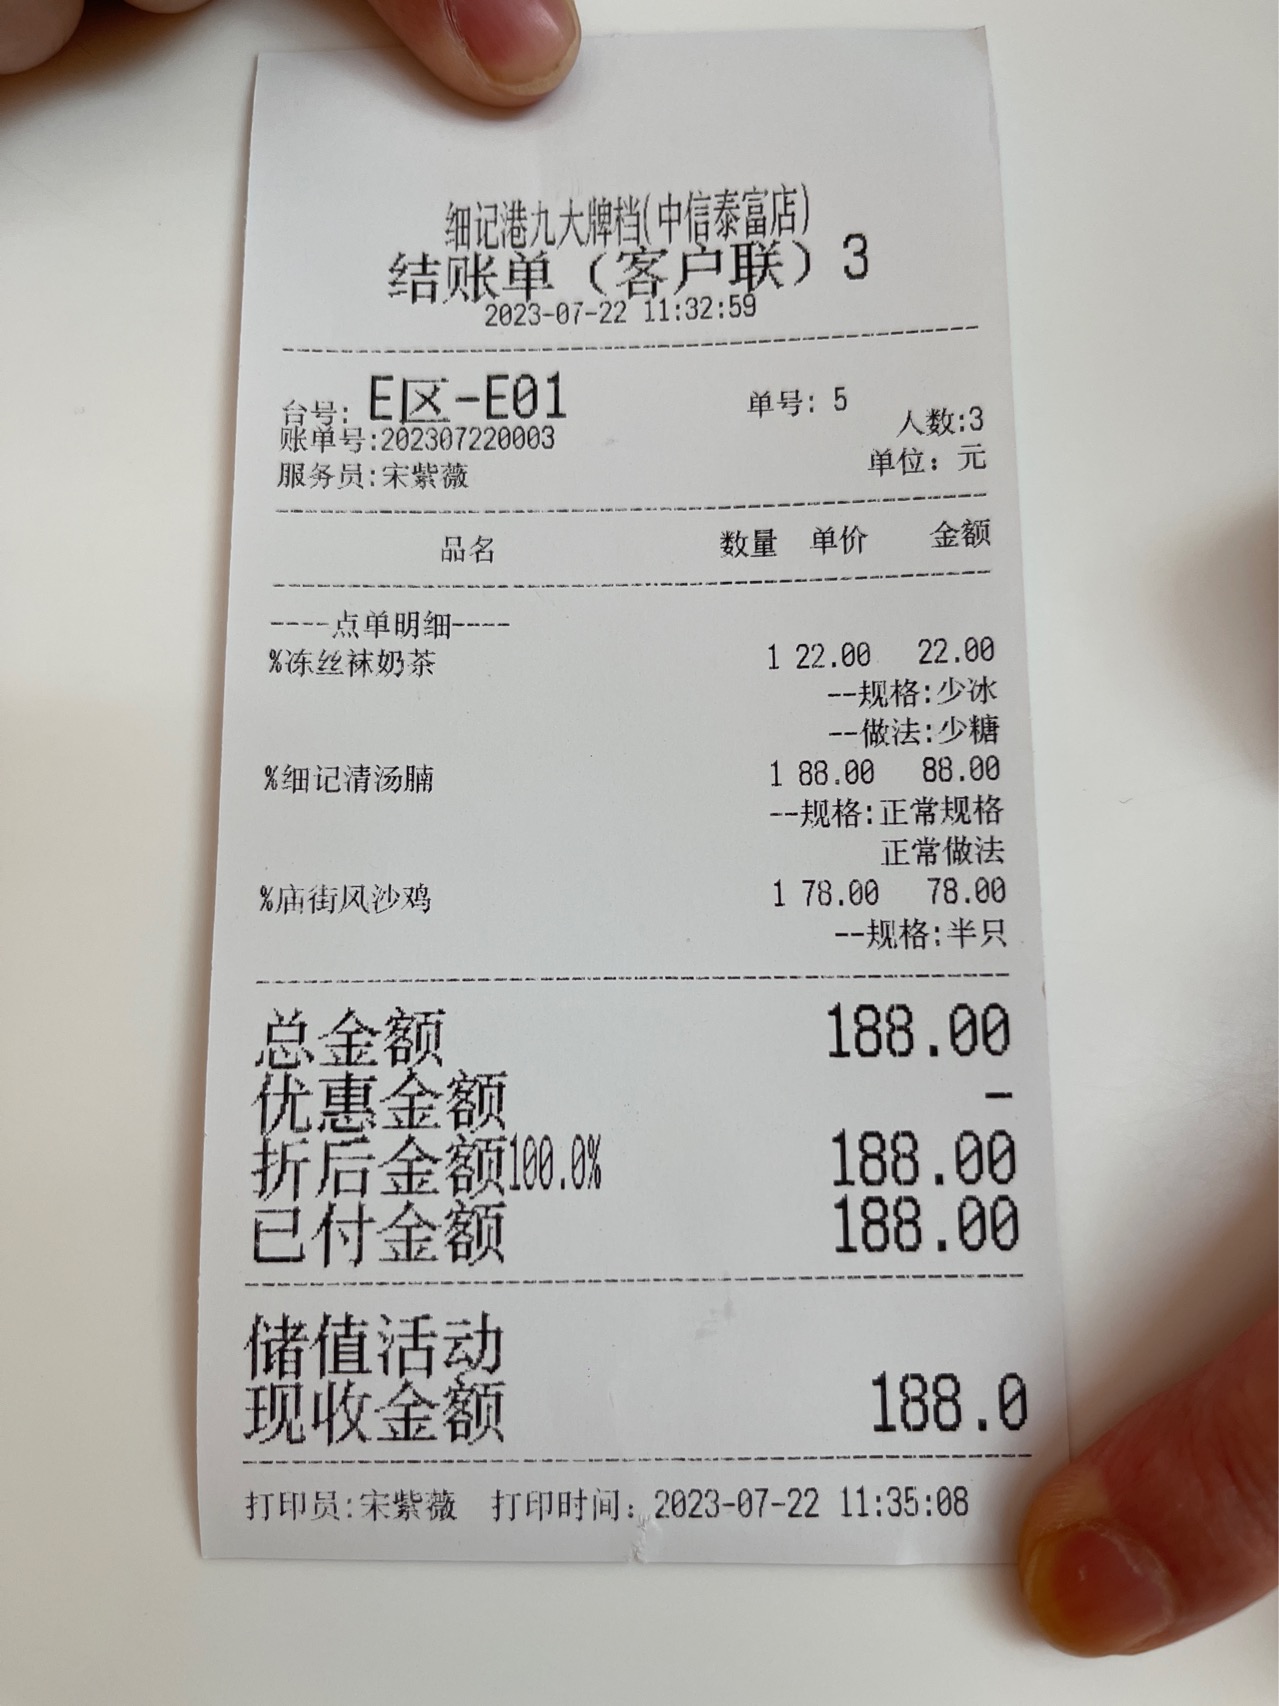 细记港九大牌档(中信泰富店)
结账单（客户联）3
2023-07-22 11:32:59
台号: E区-E01 单号: 5
账单号:202307220003 人数:3
服务员:宋紫薇 单位: 元
品名 数量 单价 金额
----点单明细----
%冻丝袜奶茶 1 22.00 22.00
--规格:少冰
--做法:少糖
%细记清汤腩 1 88.00 88.00
--规格:正常规格
正常做法
%庙街风沙鸡 1 78.00 78.00
--规格:半只
总金额 188.00
优惠金额 -
折后金额100.0% 188.00
已付金额 188.00
储值活动
现收金额 188.0
打印员:宋紫薇 打印时间: 2023-07-22 11:35:08